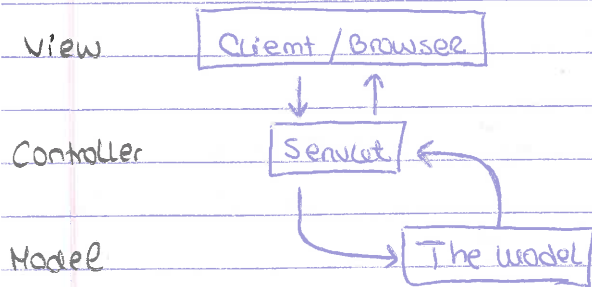 View Client / Browser
Controller Servlet
Model The model